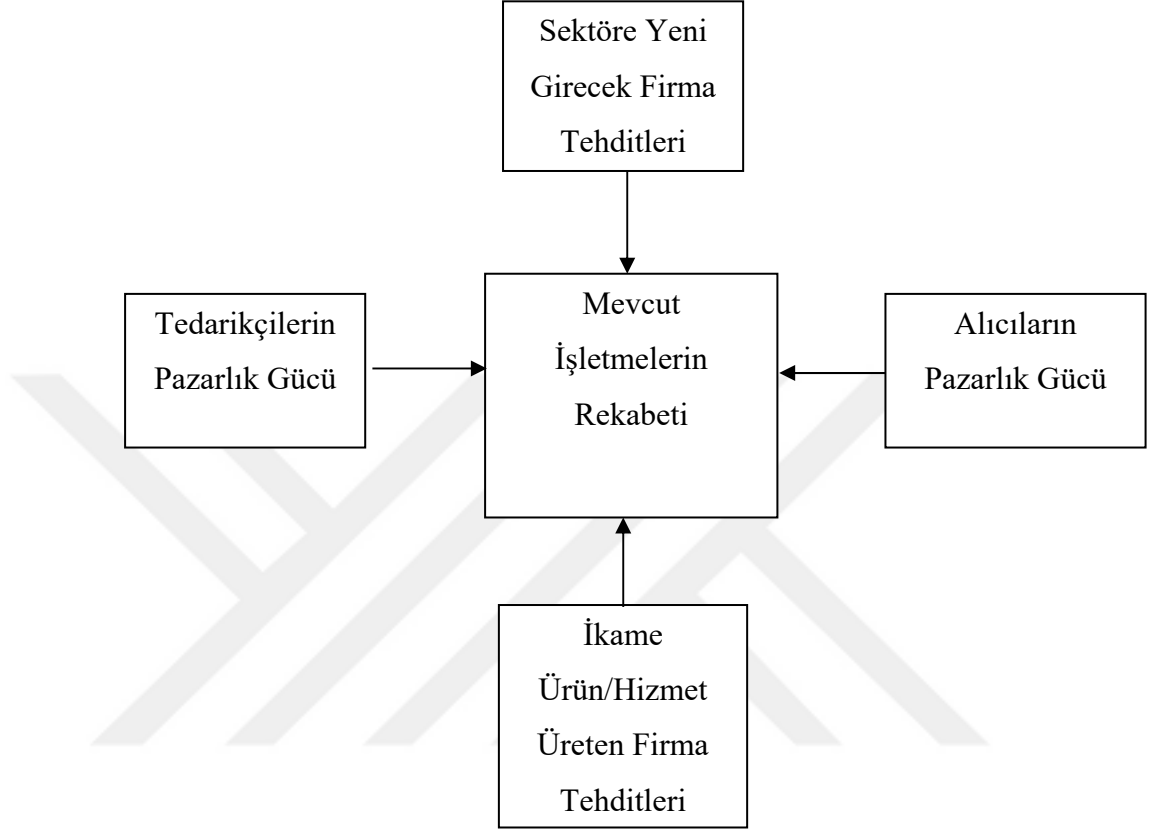 Sektöre Yeni
Girecek Firma
Tehditleri
Tedarikçilerin
Pazarlık Gücü
Mevcut
İşletmelerin
Rekabeti
Alıcıların
Pazarlık Gücü
İkame
Ürün/Hizmet
Üreten Firma
Tehditleri